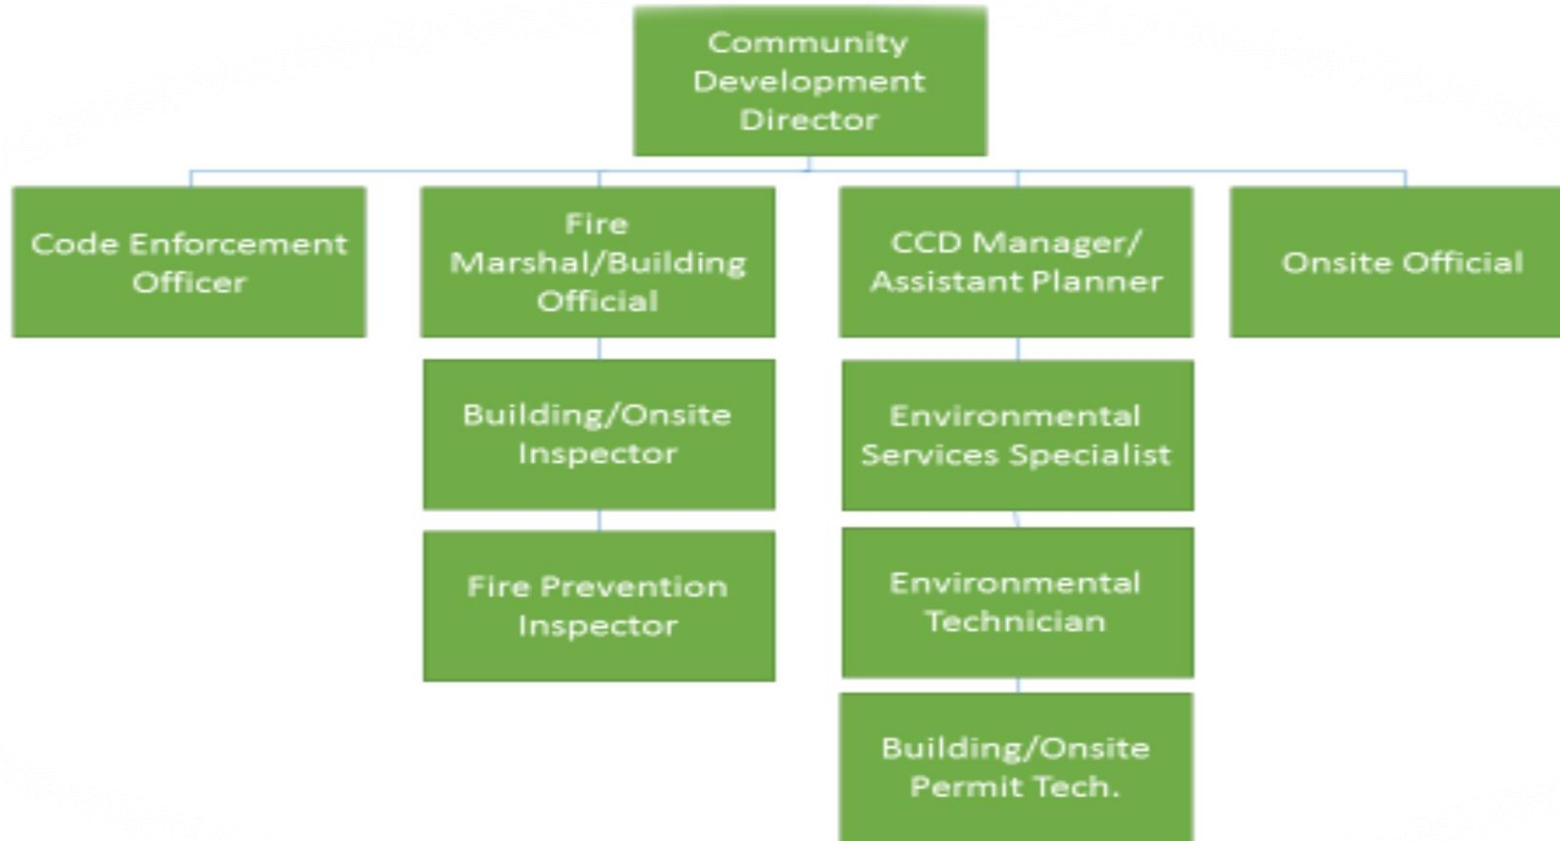 Community
Development
Director
Code Enforcement
Officer
Fire
Marshal/Building
Official
CCD Manager/
Assistant Planner
Onsite Official
Building/Onsite
Inspector
Environmental
Services Specialist
Fire Prevention
Inspector
Environmental
Technician
Building/Onsite
Permit Tech.